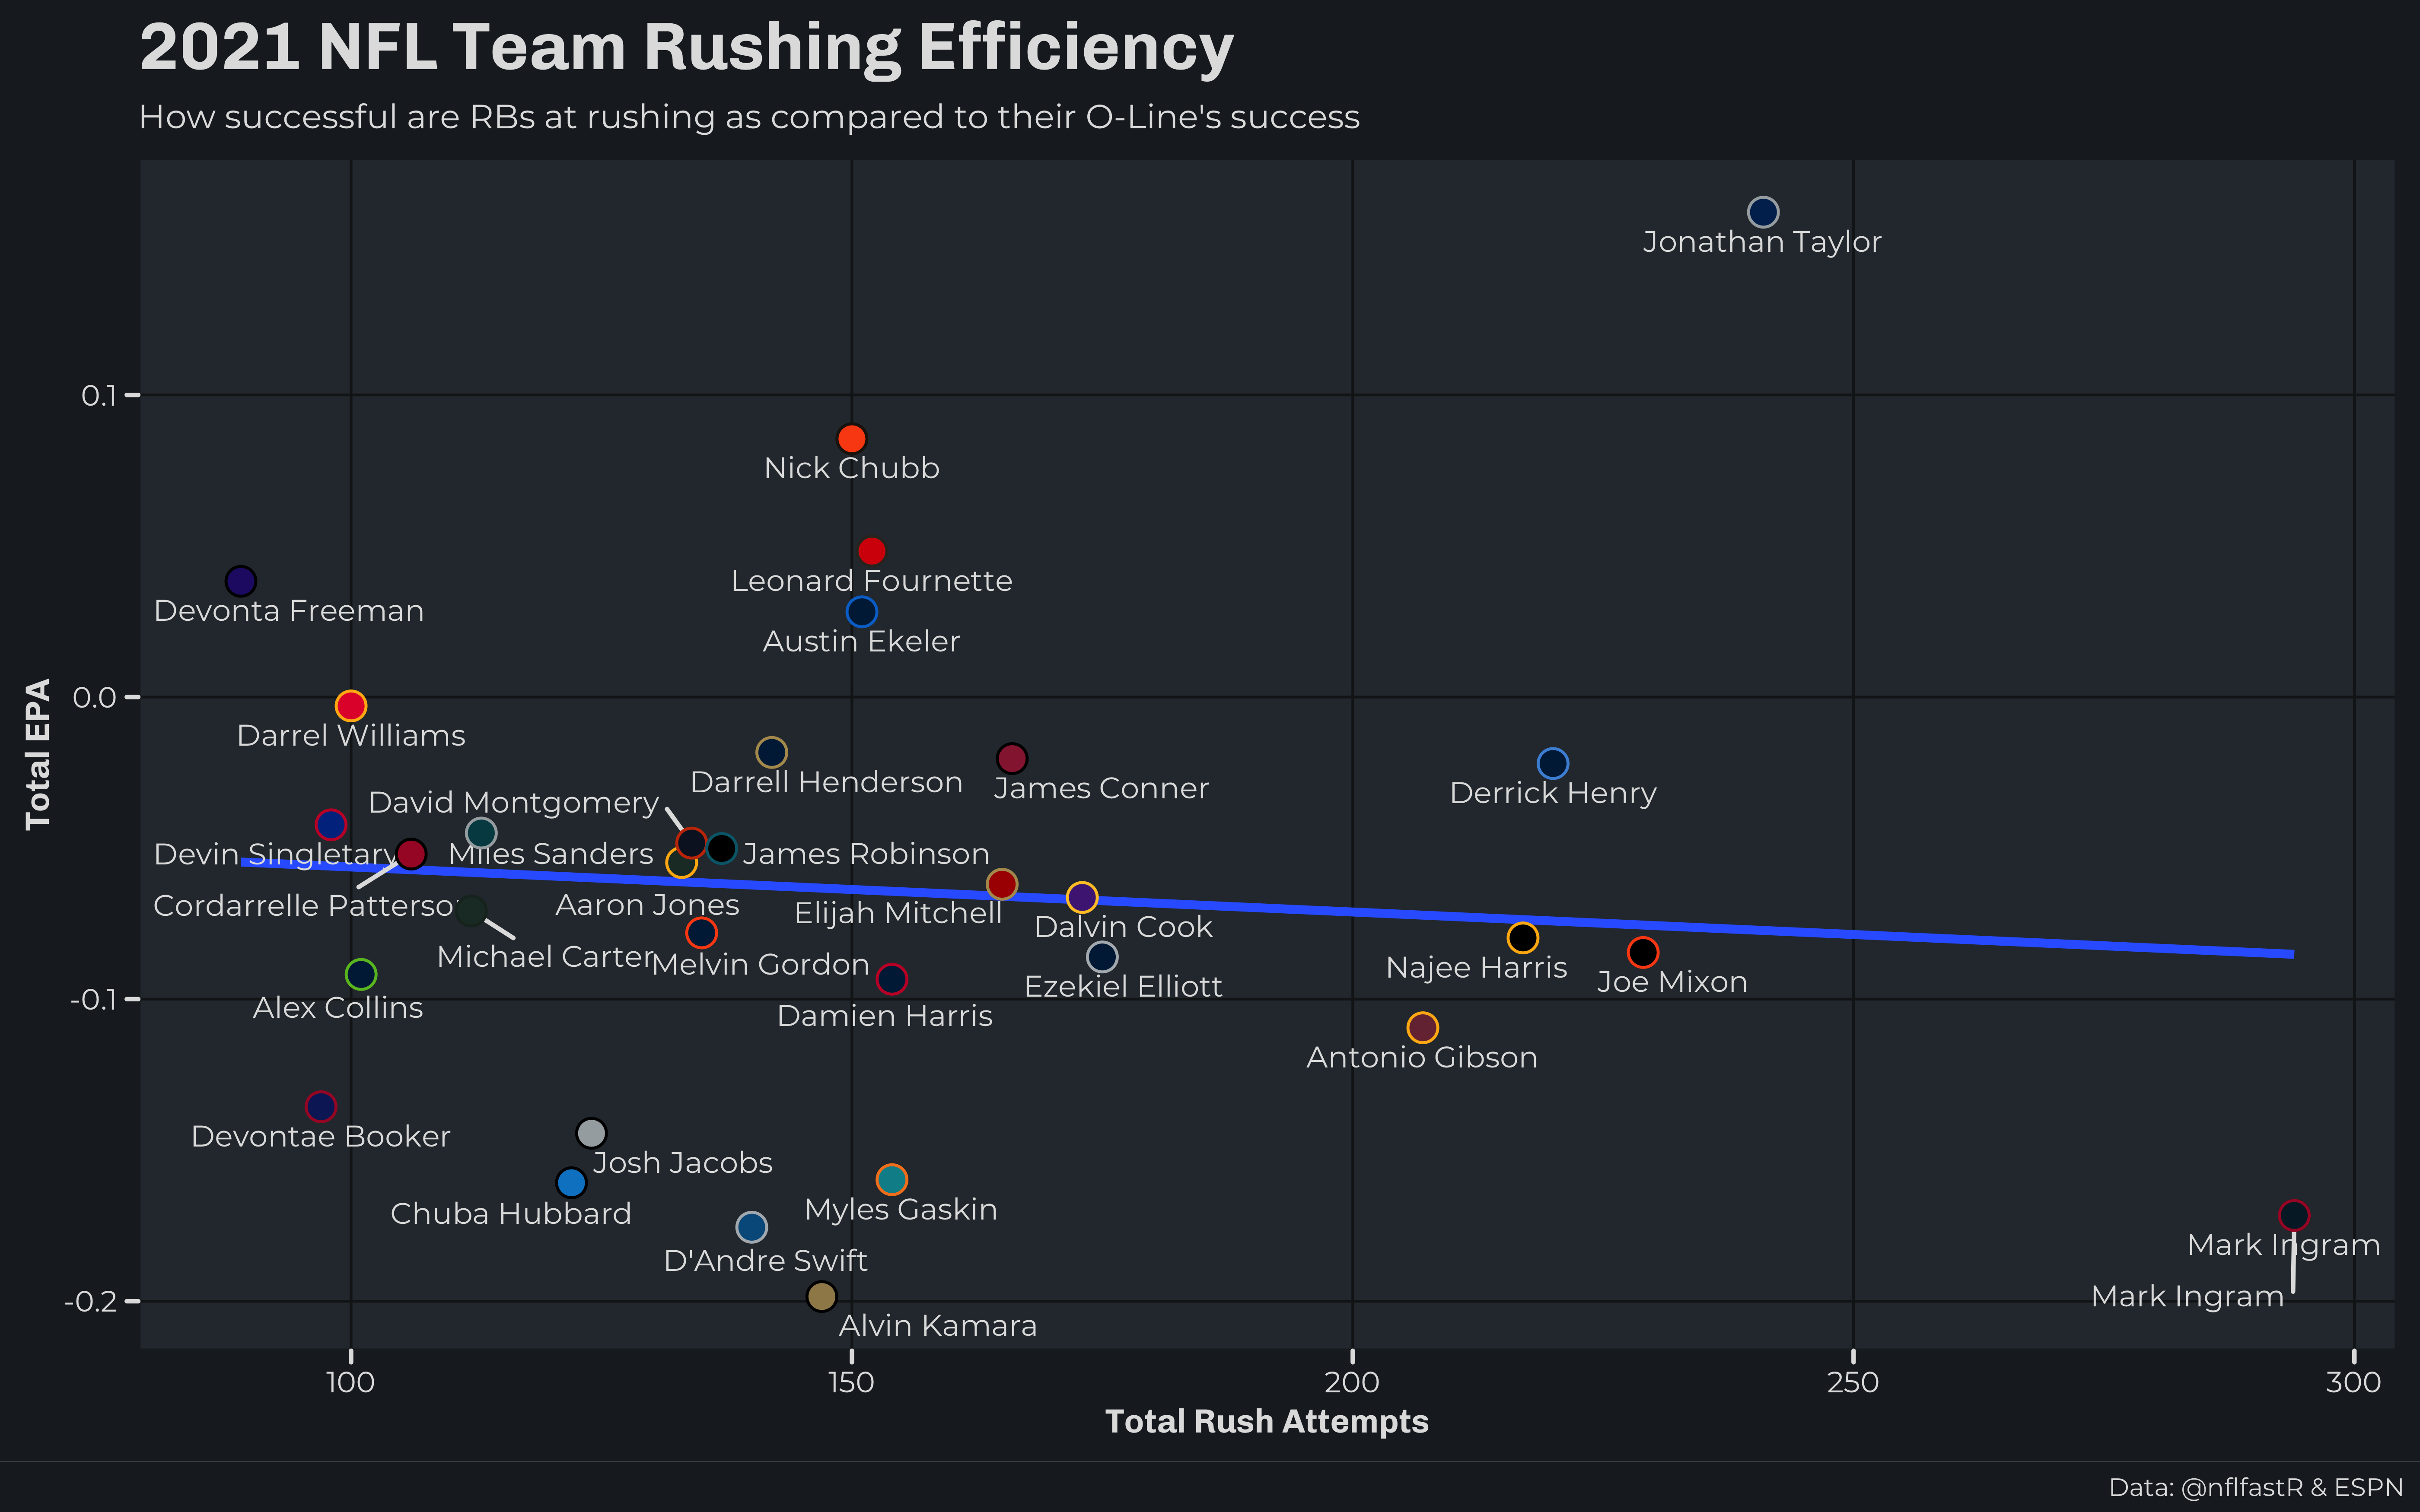 2021 NFL Team Rushing Efficiency
How successful are RBs at rushing as compared to their O-Line's success
Jonathan Taylor
0.1
Nick Chubb
Leonard Fournette
Devonta Freeman
Austin Ekeler
Total EPA
0.0
Darrel Williams
Darrell Henderson
James Conner
Derrick Henry
David Montgomery
Devin Singletary
Miles Sanders
James Robinson
Cordarrelle Patterson
Aaron Jones
Elijah Mitchell
Dalvin Cook
Michael Carter
Melvin Gordon
Najee Harris
Joe Mixon
Ezekiel Elliott
-0.1
Alex Collins
Damien Harris
Antonio Gibson
Devontae Booker
Josh Jacobs
Chuba Hubbard
Myles Gaskin
D'Andre Swift
Mark Ingram
Mark Ingram
-0.2
Alvin Kamara
100
150
200
250
300
Total Rush Attempts
Data: @nflfastR & ESPN